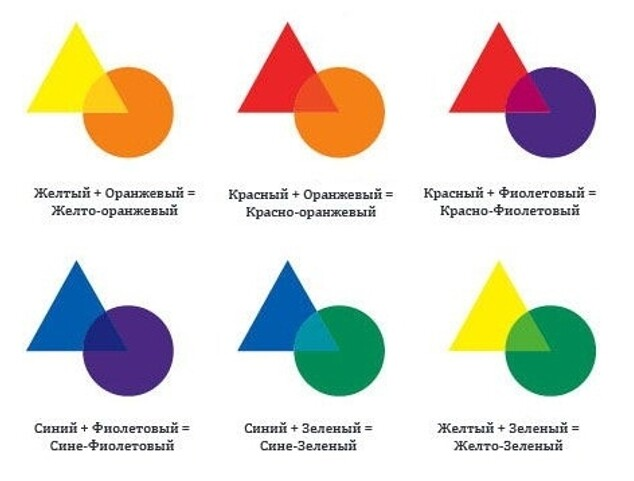 Желтый + Оранжевый =
Желто-оранжевый
Красный + Оранжевый =
Красно-оранжевый
Красный + Фиолетовый =
Красно-Фиолетовый
Синий + Фиолетовый =
Сине-Фиолетовый
Синий + Зеленый =
Сине-Зеленый
Желтый + Зеленый =
Желто-Зеленый